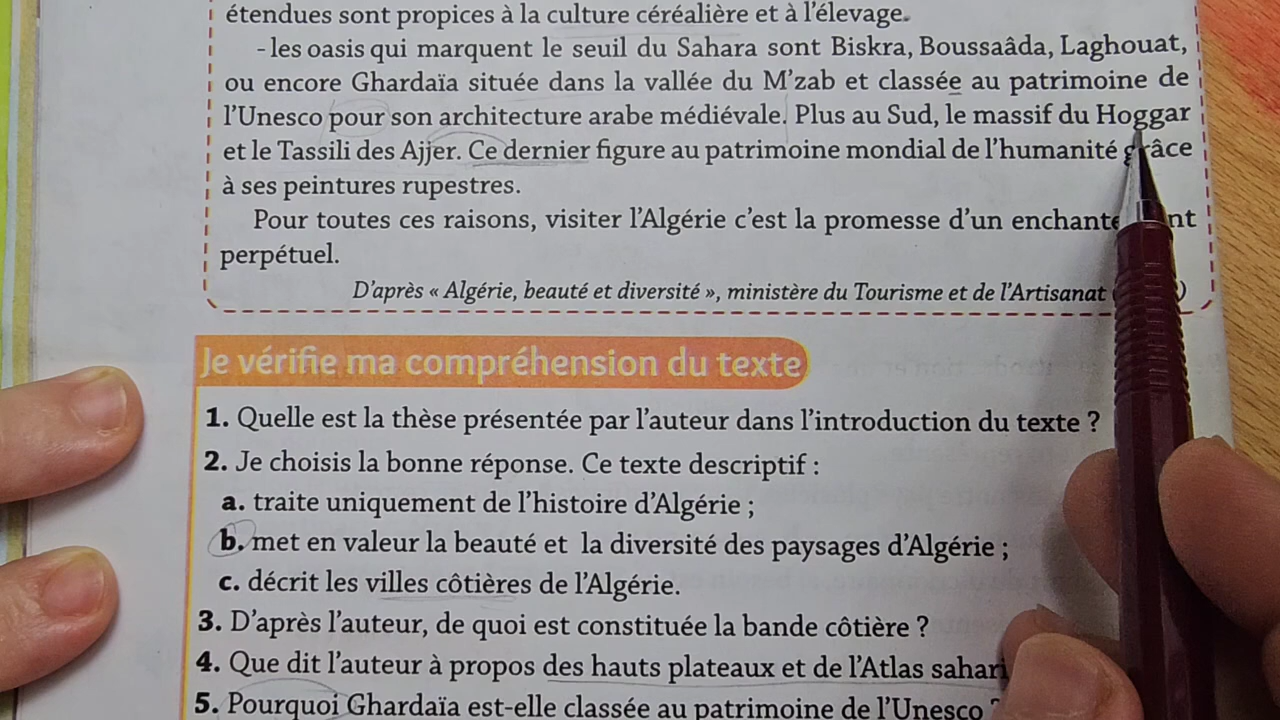 étendues sont propices à la culture céréalière et à l'élevage.
- les oasis qui marquent le seuil du Sahara sont Biskra, Boussaâda, Laghouat,
ou encore Ghardaïa située dans la vallée du M'zab et classée au patrimoine de
l'Unesco pour son architecture arabe médiévale. Plus au Sud, le massif du Hoggar
et le Tassili des Ajjer. Ce dernier figure au patrimoine mondial de l'humanité grâce
à ses peintures rupestres.
Pour toutes ces raisons, visiter l'Algérie c'est la promesse d'un
perpétuel.
D'après « Algérie, beauté et diversité », ministère du Tourisme et de l'Artisanat
Je vérifie ma compréhension du texte
1. Quelle est la thèse présentée par l'auteur dans l'introduction du texte ?
2. Je choisis la bonne réponse. Ce texte descriptif :
a. traite uniquement de l'histoire d'Algérie ;
b. met en valeur la beauté et la diversité des paysages d'Algérie ;
c. décrit les villes côtières de l'Algérie.
3. D'après l'auteur, de quoi est constituée la bande côtière ?
4. Que dit l'auteur à propos des hauts plateaux et de l'Atlas
5. Pourquoi Ghardaïa est-elle classée au patrimoine de l'Unesco ?